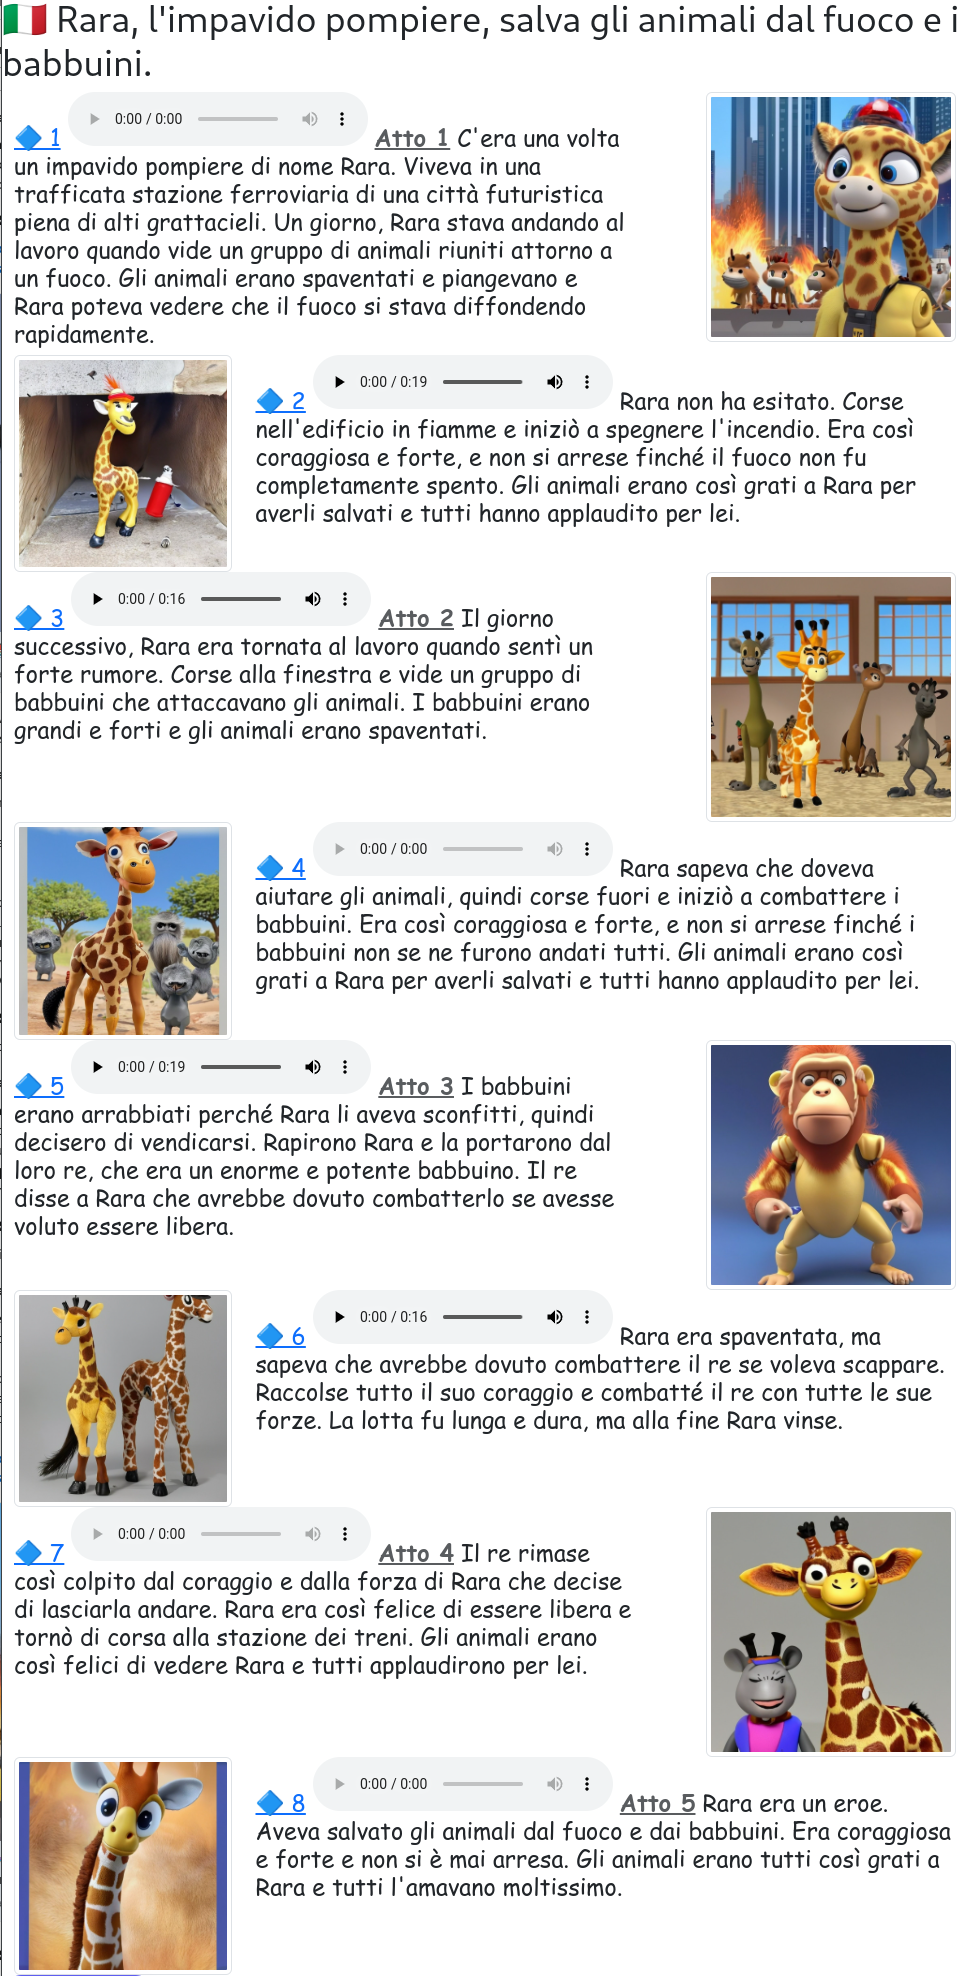 🇮🇹 Rara, l'impavido pompiere, salva gli animali dal fuoco e i
babbuini.
🔷 1 0:00 / 0:00 Atto 1 C'era una volta
un impavido pompiere di nome Rara. Viveva in una
trafficata stazione ferroviaria di una città futuristica
piena di alti grattacieli. Un giorno, Rara stava andando al
lavoro quando vide un gruppo di animali riuniti attorno a
un fuoco. Gli animali erano spaventati e piangevano e
Rara poteva vedere che il fuoco si stava diffondendo
rapidamente.
🔷 2 0:00 / 0:19 Rara non ha esitato. Corse
nell'edificio in fiamme e iniziò a spegnere l'incendio. Era così
coraggiosa e forte, e non si arrese finché il fuoco non fu
completamente spento. Gli animali erano così grati a Rara per
averli salvati e tutti hanno applaudito per lei.
🔷 3 0:00 / 0:16 Atto 2 Il giorno
successivo, Rara era tornata al lavoro quando sentì un
forte rumore. Corse alla finestra e vide un gruppo di
babbuini che attaccavano gli animali. I babbuini erano
grandi e forti e gli animali erano spaventati.
🔷 4 0:00 / 0:00 Rara sapeva che doveva
aiutare gli animali, quindi corse fuori e iniziò a combattere i
babbuini. Era così coraggiosa e forte, e non si arrese finché i
babbuini non se ne furono andati tutti. Gli animali erano così
grati a Rara per averli salvati e tutti hanno applaudito per lei.
🔷 5 0:00 / 0:19 Atto 3 I babbuini
erano arrabbiati perché Rara li aveva sconfitti, quindi
decisero di vendicarsi. Rapirono Rara e la portarono dal
loro re, che era un enorme e potente babbuino. Il re
disse a Rara che avrebbe dovuto combatterlo se avesse
voluto essere libera.
🔷 6 0:00 / 0:16 Rara era spaventata, ma
sapeva che avrebbe dovuto combattere il re se voleva scappare.
Raccolse tutto il suo coraggio e combatté il re con tutte le sue
forze. La lotta fu lunga e dura, ma alla fine Rara vinse.
🔷 7 0:00 / 0:00 Atto 4 Il re rimase
così colpito dal coraggio e dalla forza di Rara che decise
di lasciarla andare. Rara era così felice di essere libera e
tornò di corsa alla stazione dei treni. Gli animali erano
così felici di vedere Rara e tutti applaudirono per lei.
🔷 8 0:00 / 0:00 Atto 5 Rara era un eroe.
Aveva salvato gli animali dal fuoco e dai babbuini. Era coraggiosa
e forte e non si è mai arresa. Gli animali erano tutti così grati a
Rara e tutti l'amavano moltissimo.